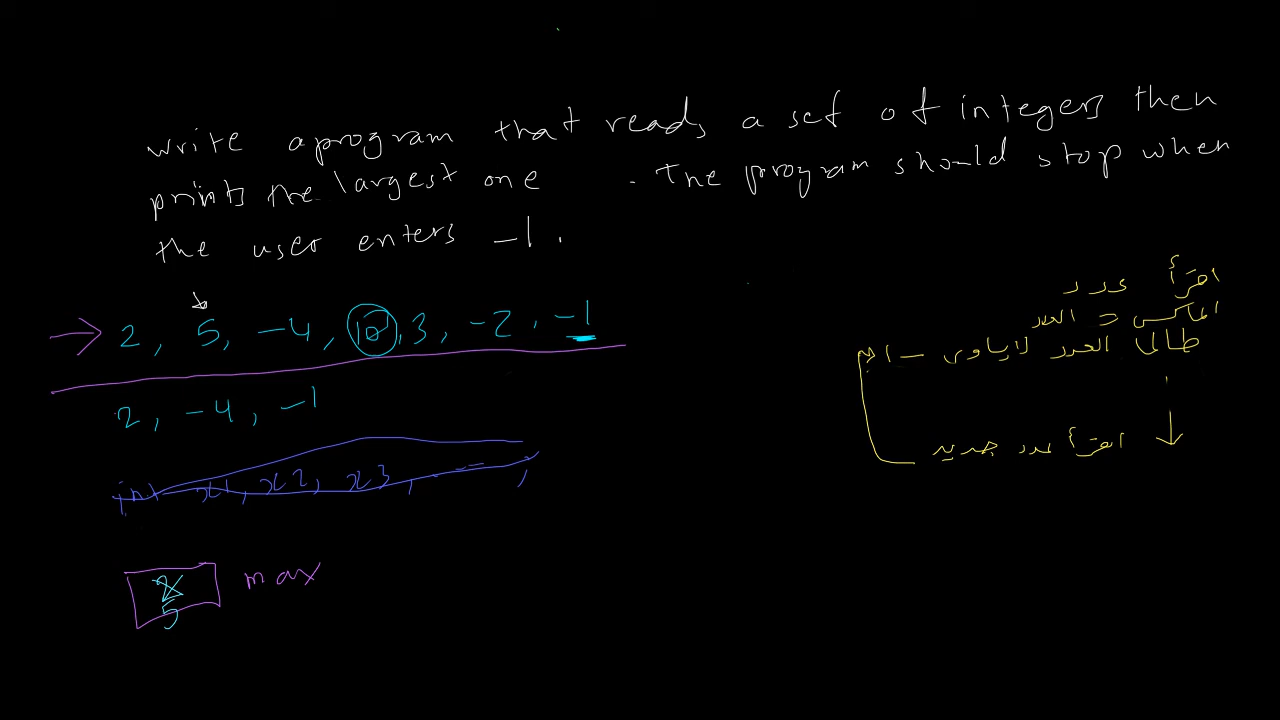 write a program that reads a set of integers then
prints the largest one . The program should stop when
the user enters -1.
2, 5, -4, 10, 3, -2, -1
2, -4, -1
int x1, x2, x3, - -- ,
2
5
max
اقرأ عدد
الماكس = العدد
طالما العدد لا يساوي -1
اقرأ عدد جديد